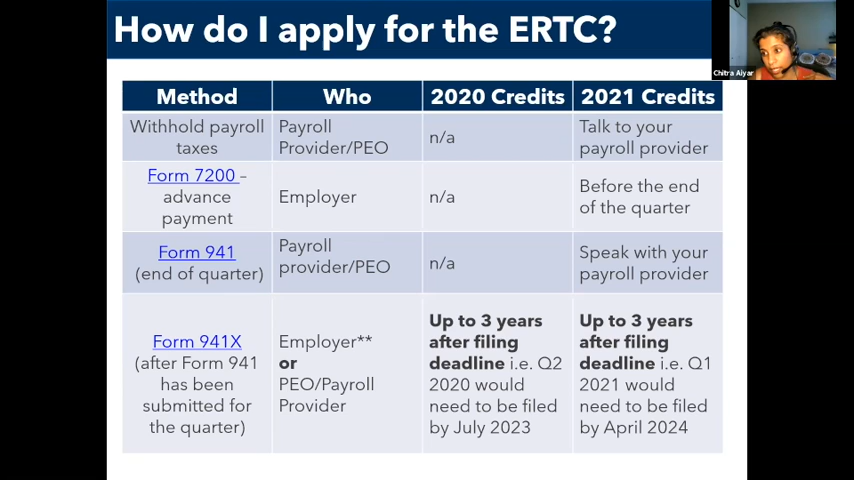 How do I apply for the ERTC?
Chitra Aiyar
Method Who 2020 Credits 2021 Credits
Withhold payroll
taxes
Payroll
Provider/PEO
n/a
Talk to your
payroll provider
Form 7200 –
advance
payment
Employer
n/a
Before the end
of the quarter
Form 941
(end of quarter)
Payroll
provider/PEO
n/a
Speak with your
payroll provider
Form 941X
(after Form 941
has been
submitted for
the quarter)
Employer**
or
PEO/Payroll
Provider
Up to 3 years
after filing
deadline i.e. Q2
2020 would
need to be filed
by July 2023
Up to 3 years
after filing
deadline i.e. Q1
2021 would
need to be filed
by April 2024